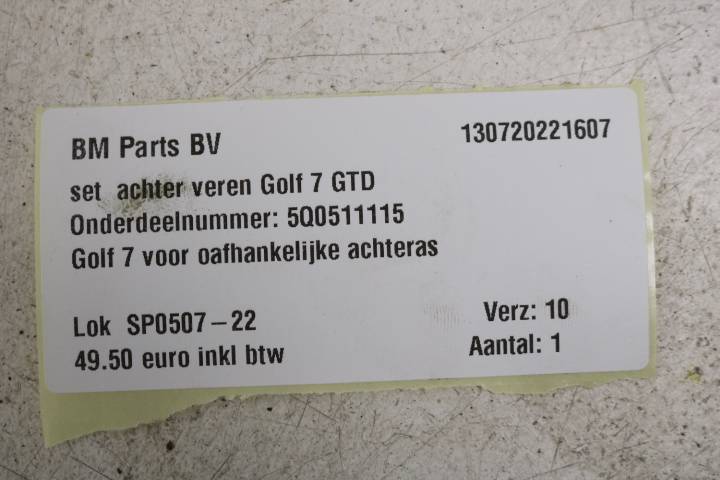 BM Parts BV
130720221607
set achter veren Golf 7 GTD
Onderdeelnummer: 5Q0511115
Golf 7 voor oafhankelijke achteras
Lok SP0507-22
Verz: 10
49.50 euro inkl btw
Aantal: 1